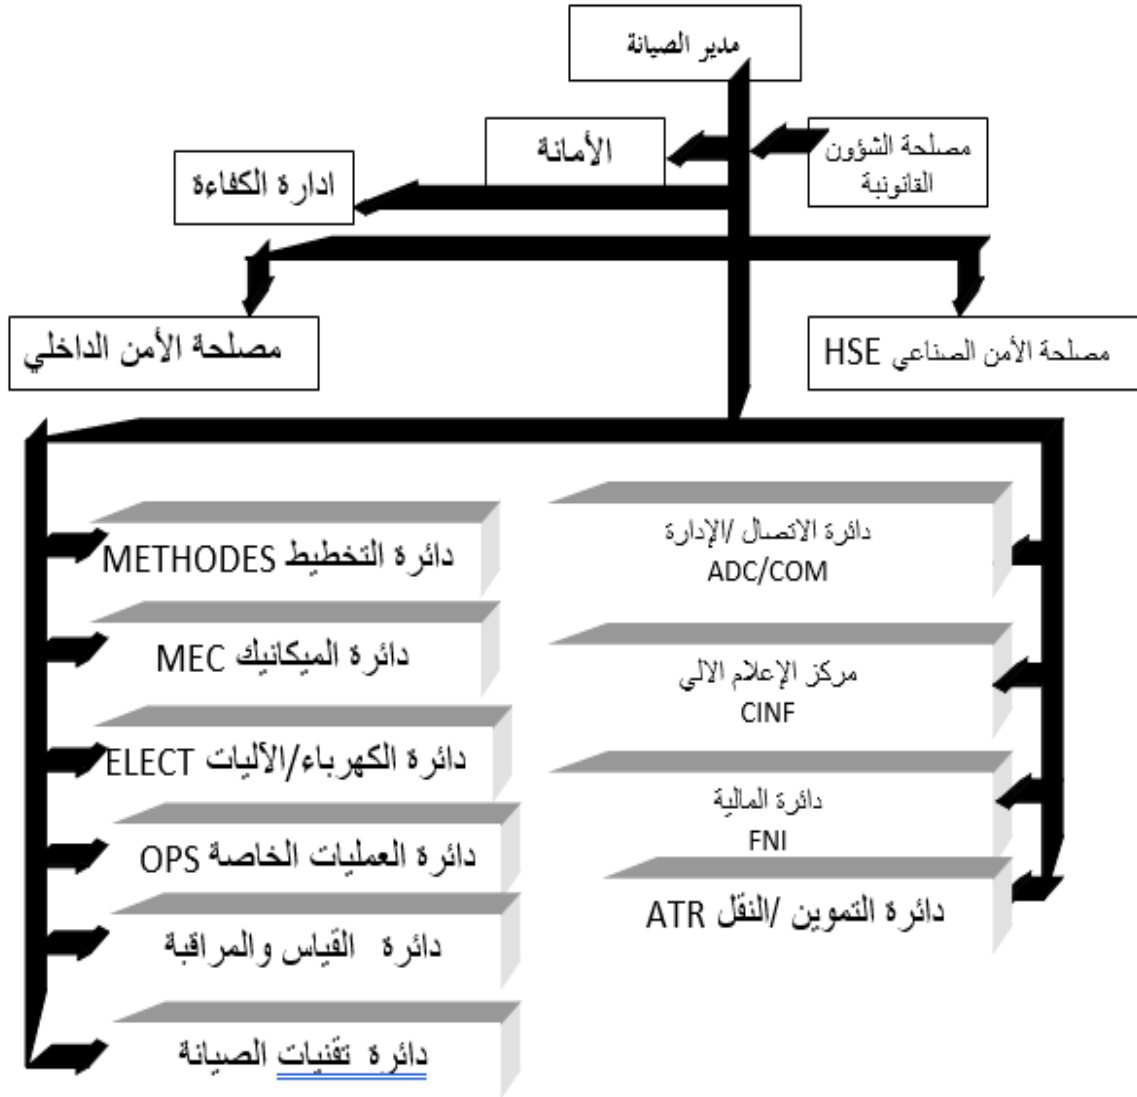 مدير الصيانة
الأمانة
مصلحة الشؤون
القانونية
ادارة الكفاءة
مصلحة الأمن الداخلي
مصلحة الأمن الصناعي HSE
دائرة الاتصال /الإدارة
ADC/COM
مركز الإعلام الالي
CINF
دائرة المالية
FNI
دائرة التموين /النقل ATR
دائرة التخطيط METHODES
دائرة الميكانيك MEC
دائرة الكهرباء/الآليات ELECT
دائرة العمليات الخاصة OPS
دائرة القياس والمراقبة
دائرة تقنيات الصيانة